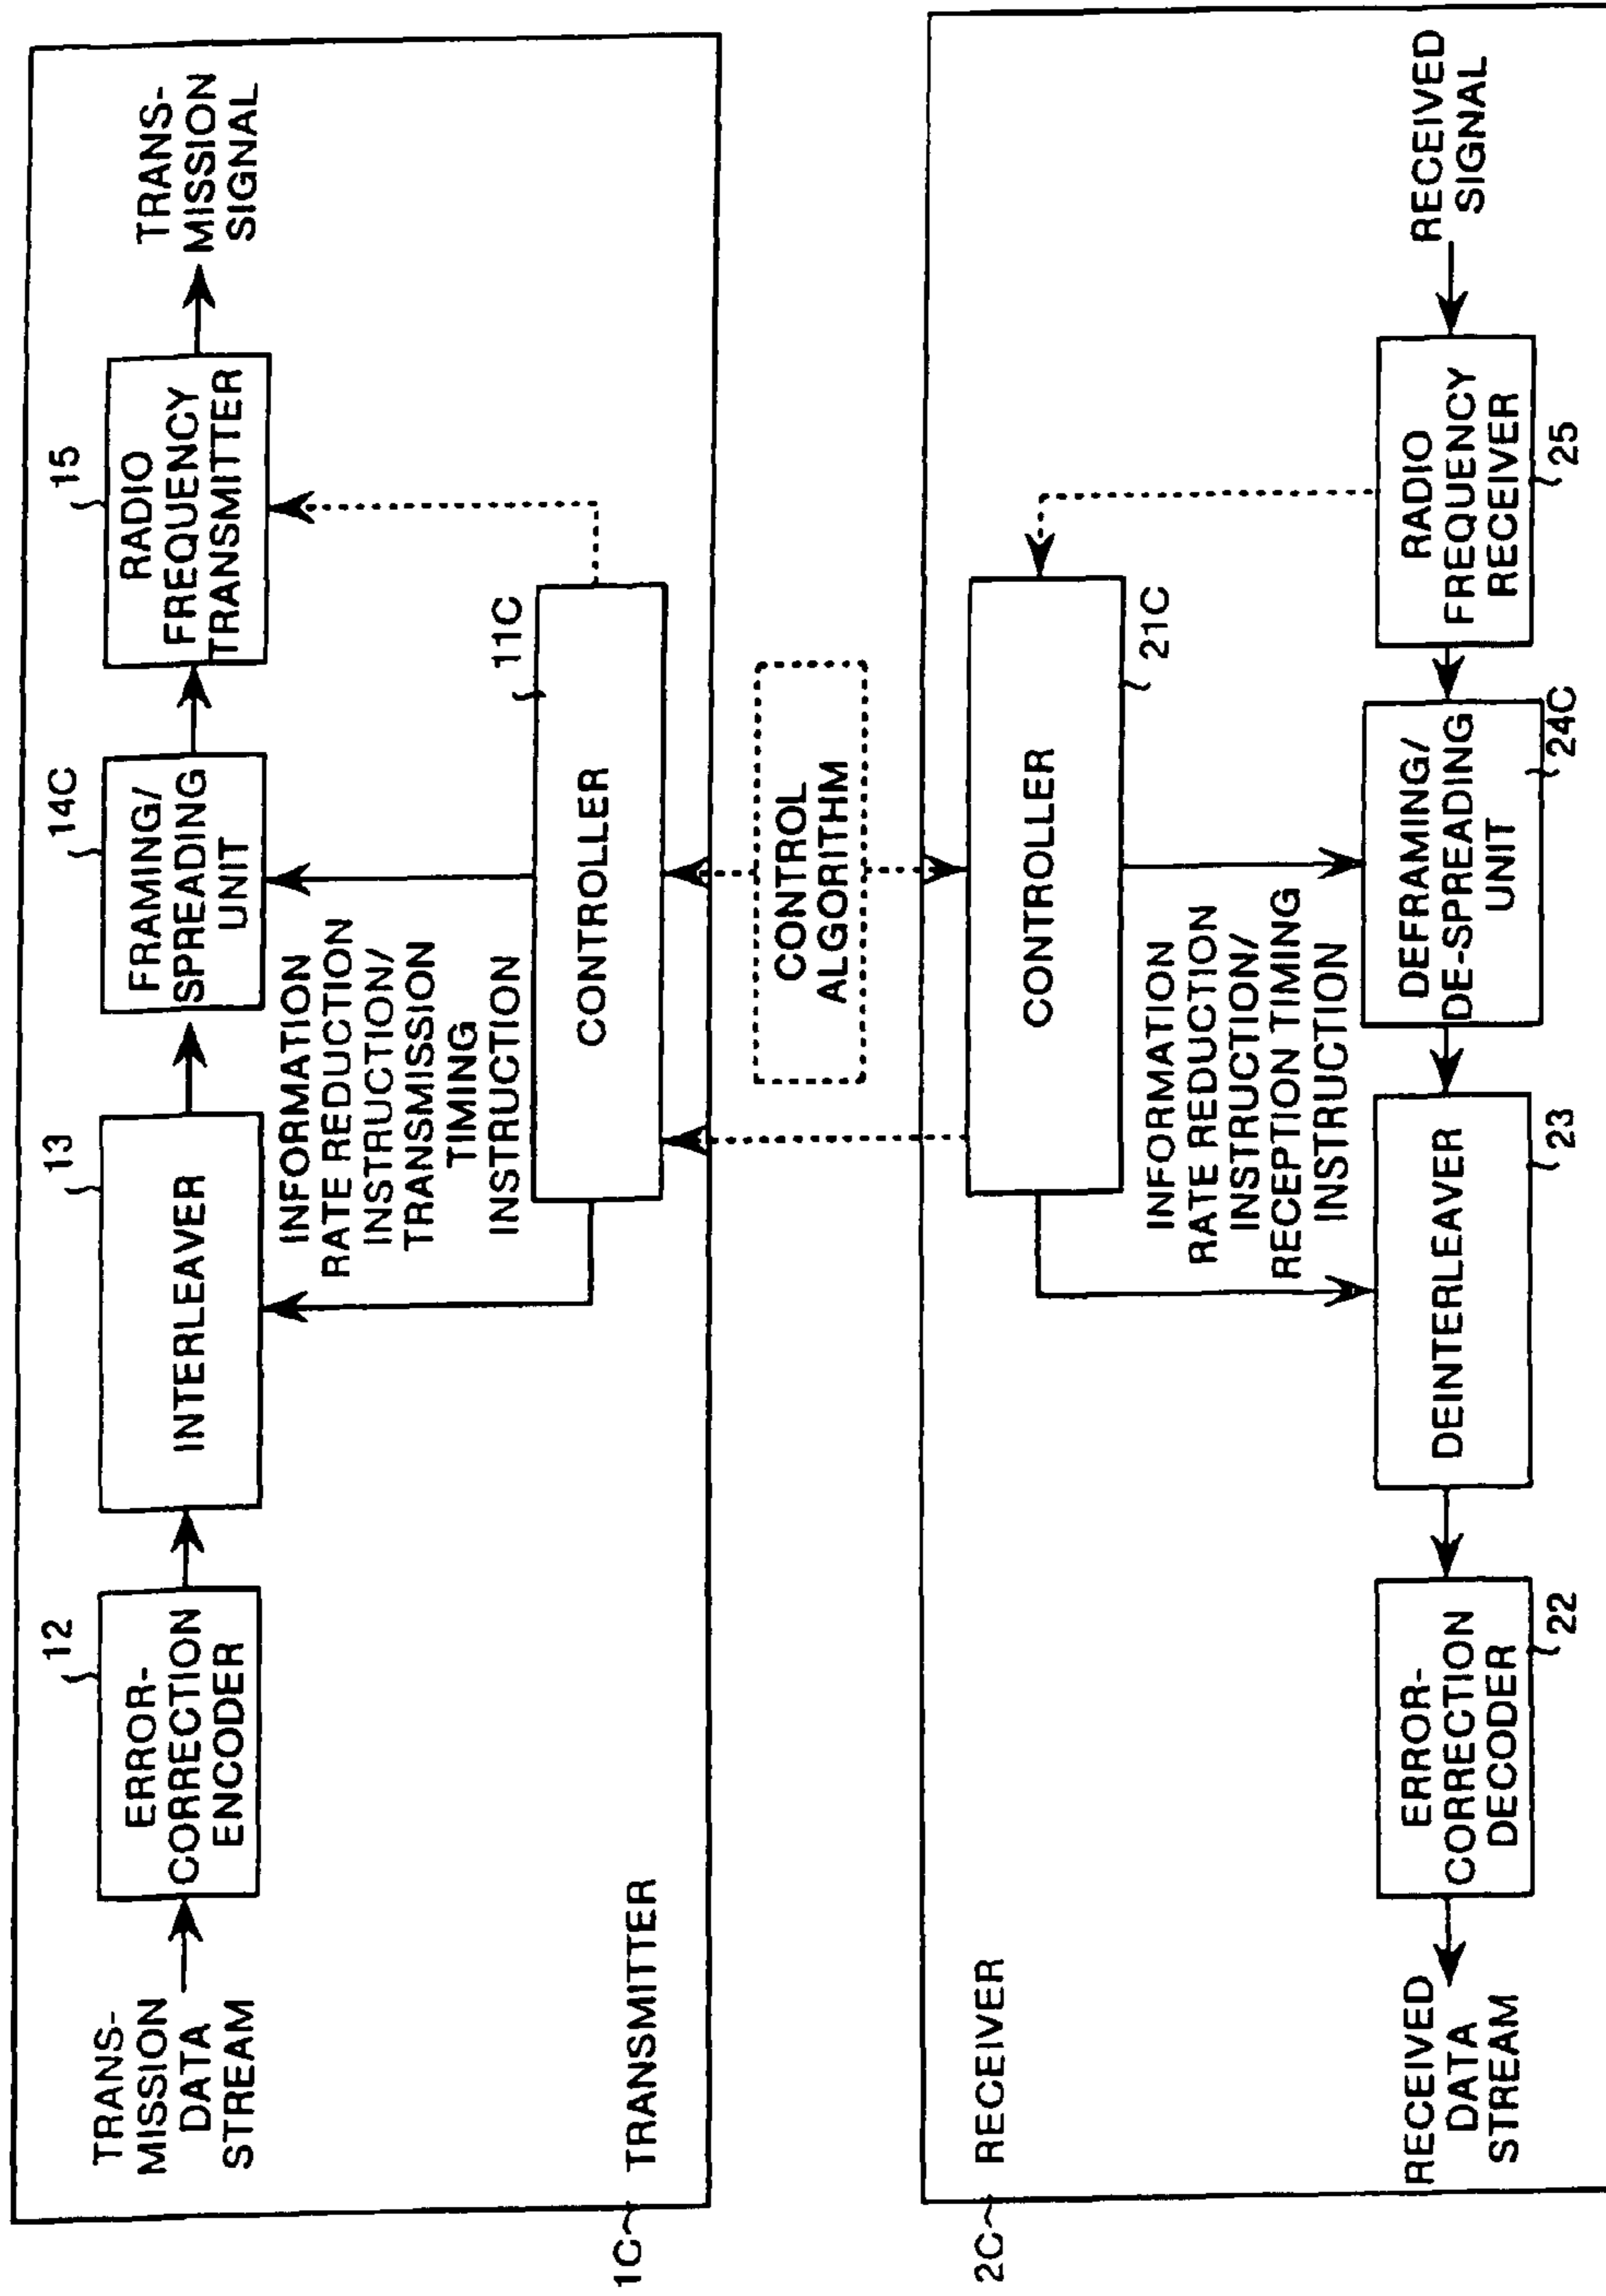 1C
TRANSMITTER
TRANS-
MISSION
DATA
STREAM
12
ERROR-
CORRECTION
ENCODER
13
INTERLEAVER
14C
FRAMING/
SPREADING
UNIT
15
RADIO
FREQUENCY
TRANSMITTER
TRANS-
MISSION
SIGNAL
INFORMATION
RATE REDUCTION
INSTRUCTION/
TRANSMISSION
TIMING
INSTRUCTION
11C
CONTROLLER
CONTROL
ALGORITHM
2C
RECEIVER
CONTROLLER
21C
INFORMATION
RATE REDUCTION
INSTRUCTION/
RECEPTION TIMING
INSTRUCTION
RECEIVED
DATA
STREAM
ERROR-
CORRECTION
DECODER
22
DEINTERLEAVER
23
DEFRAMING/
DE-SPREADING
UNIT
24C
RADIO
FREQUENCY
RECEIVER
25
RECEIVED
SIGNAL